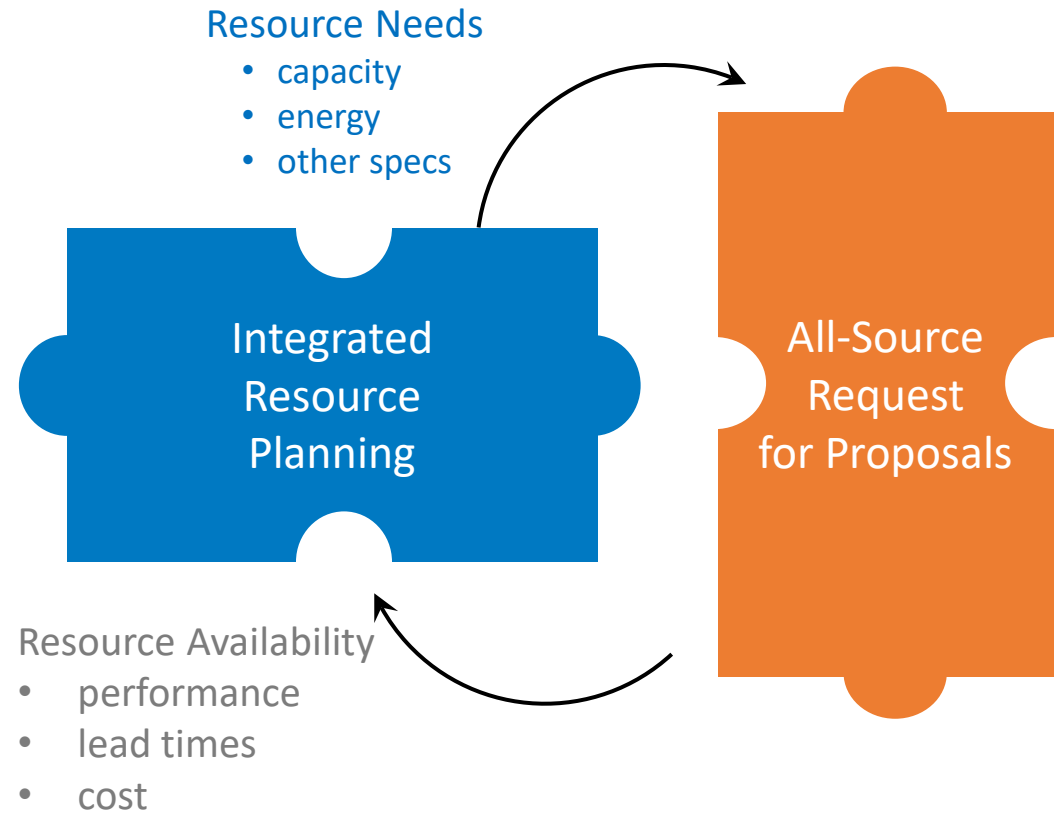 Resource Needs
• capacity
• energy
• other specs
Integrated
Resource
Planning
All-Source
Request
for Proposals
Resource Availability
• performance
• lead times
• cost